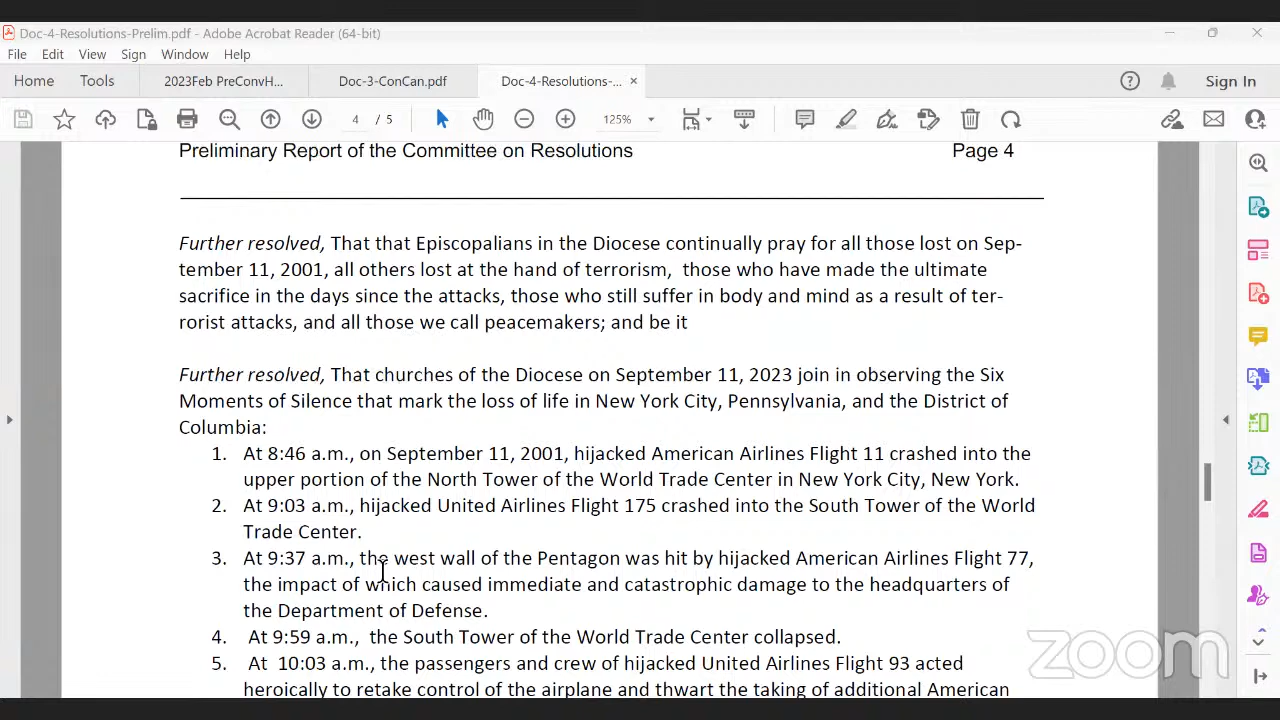 Doc-4-Resolutions-Prelim.pdf - Adobe Acrobat Reader (64-bit)
File Edit View Sign Window Help
Home Tools 2023Feb PreConvH... Doc-3-ConCan.pdf Doc-4-Resolutions-... × Sign In
4 / 5 125%
Preliminary Report of the Committee on Resolutions Page 4
Further resolved, That that Episcopalians in the Diocese continually pray for all those lost on Sep-
tember 11, 2001, all others lost at the hand of terrorism, those who have made the ultimate
sacrifice in the days since the attacks, those who still suffer in body and mind as a result of ter-
rorist attacks, and all those we call peacemakers; and be it
Further resolved, That churches of the Diocese on September 11, 2023 join in observing the Six
Moments of Silence that mark the loss of life in New York City, Pennsylvania, and the District of
Columbia:
1. At 8:46 a.m., on September 11, 2001, hijacked American Airlines Flight 11 crashed into the
upper portion of the North Tower of the World Trade Center in New York City, New York.
2. At 9:03 a.m., hijacked United Airlines Flight 175 crashed into the South Tower of the World
Trade Center.
3. At 9:37 a.m., the west wall of the Pentagon was hit by hijacked American Airlines Flight 77,
the impact of which caused immediate and catastrophic damage to the headquarters of
the Department of Defense.
4. At 9:59 a.m., the South Tower of the World Trade Center collapsed.
5. At 10:03 a.m., the passengers and crew of hijacked United Airlines Flight 93 acted
heroically to retake control of the airplane and thwart the taking of additional American
zoom